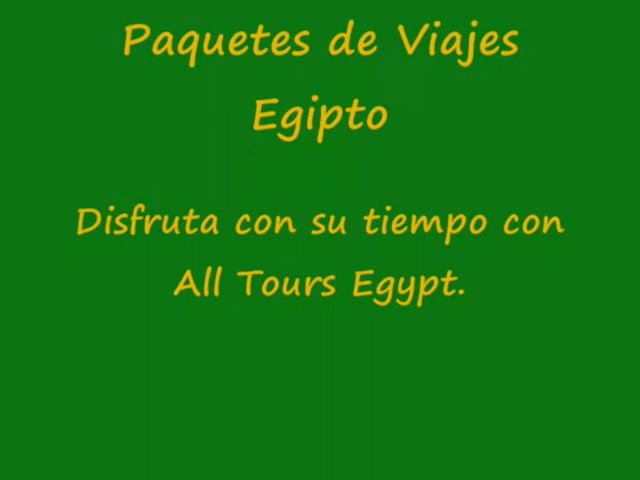 Paquetes de Viajes
Egipto
Disfruta con su tiempo con
All Tours Egypt.